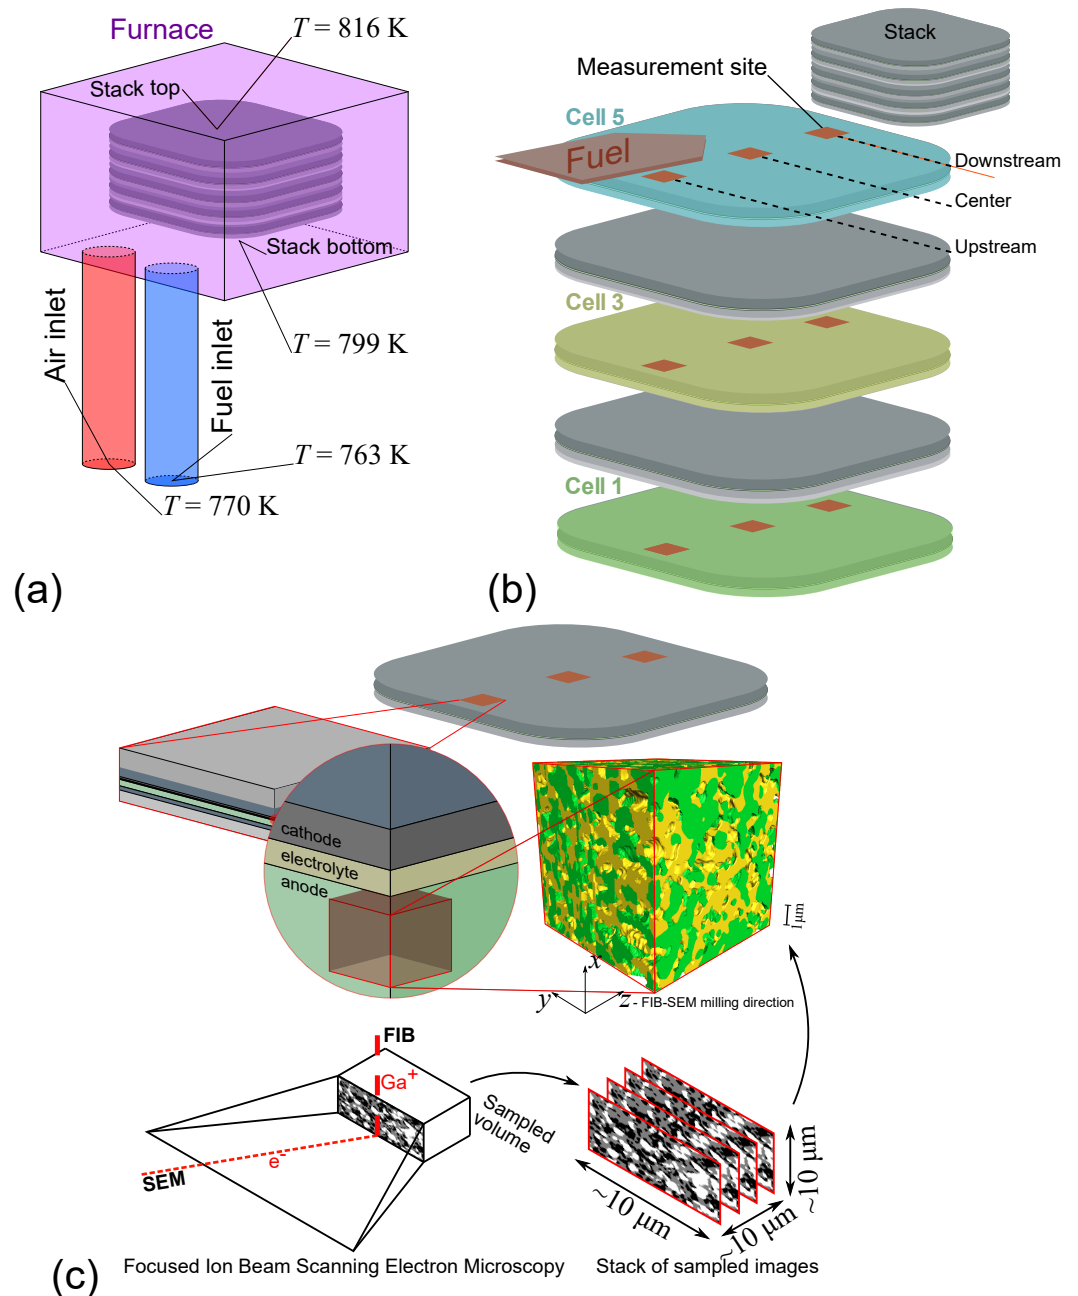 Furnace
T = 816 K
Stack top
Stack bottom
T = 799 K
Air inlet
Fuel inlet
T = 763 K
T = 770 K
(a)
Stack
Measurement site
Cell 5
Fuel
Downstream
Center
Upstream
Cell 3
Cell 1
(b)
cathode
electrolyte
anode
1 μm
x
y
z - FIB-SEM milling direction
FIB
Ga+
e-
SEM
Sampled
volume
~10 μm
~10 μm
~10 μm
(c)
Focused Ion Beam Scanning Electron Microscopy
Stack of sampled images